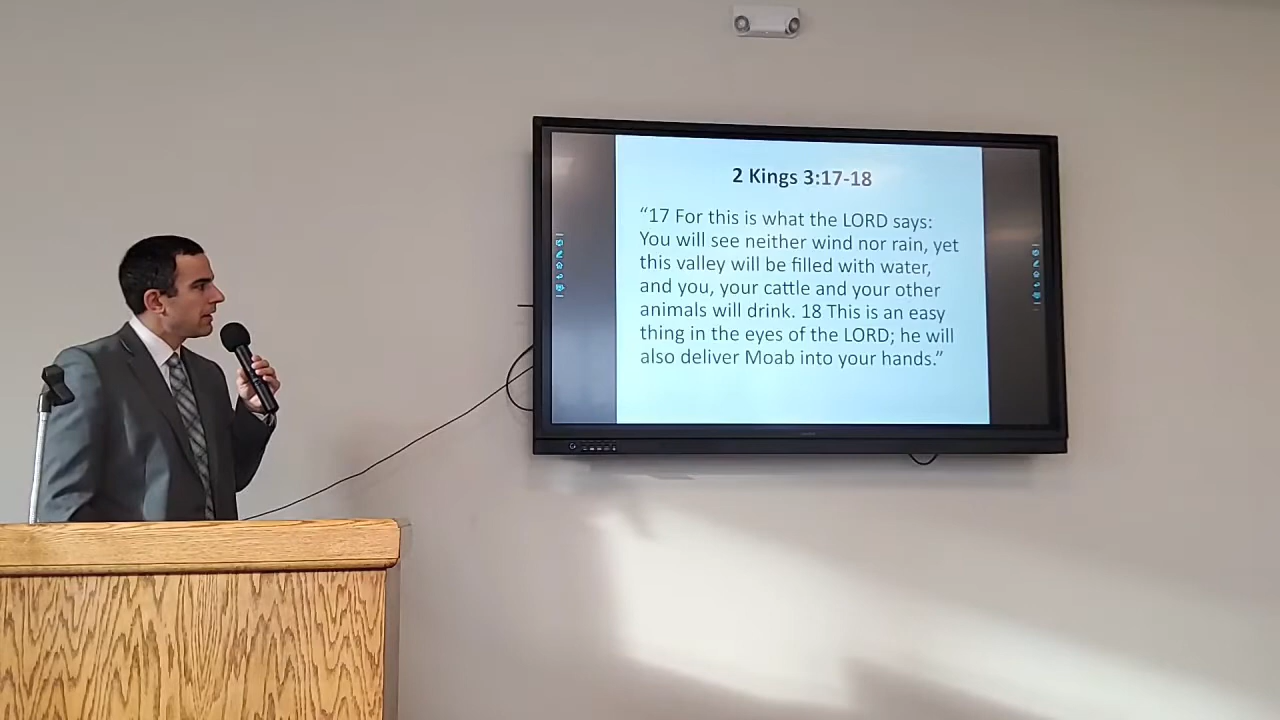 2 Kings 3:17-18
“17 For this is what the LORD says:
You will see neither wind nor rain, yet
this valley will be filled with water,
and you, your cattle and your other
animals will drink. 18 This is an easy
thing in the eyes of the LORD; he will
also deliver Moab into your hands.”